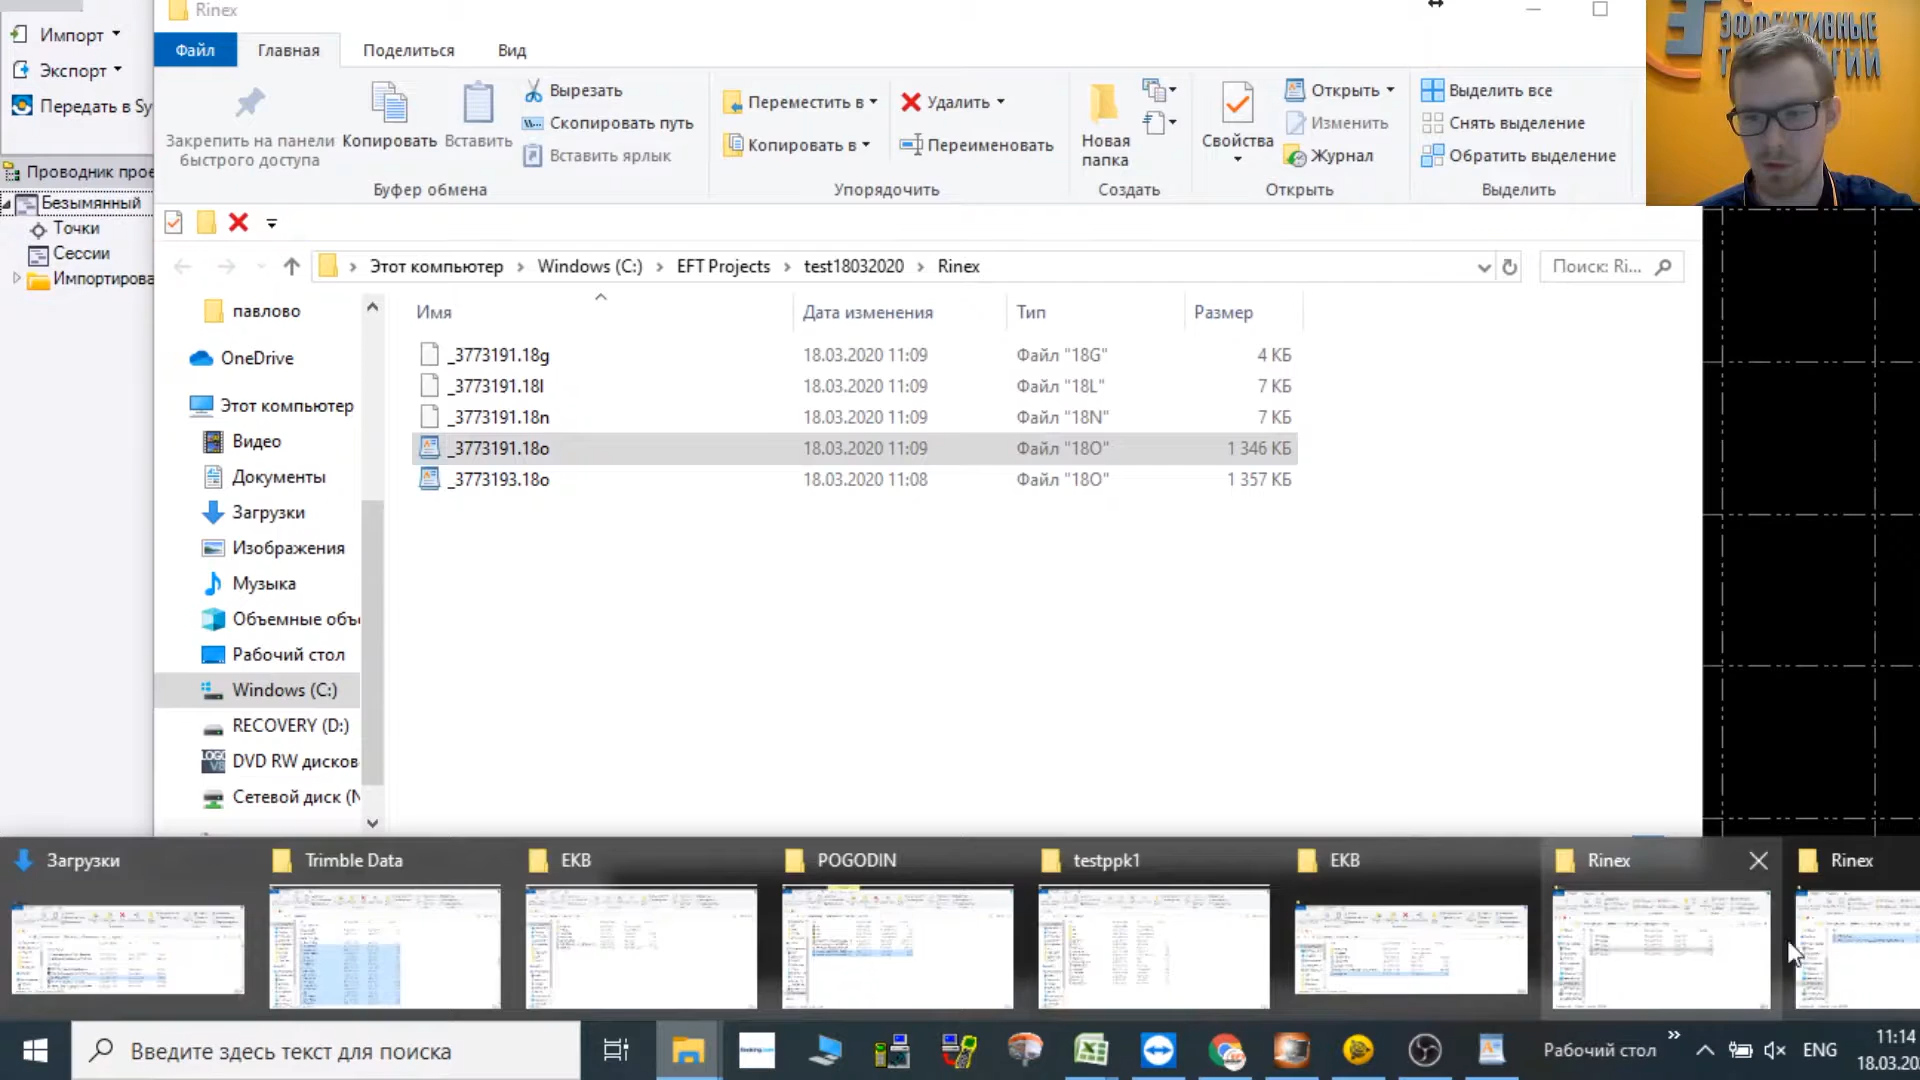 Rinex
Импорт
Экспорт
Передать в Sy
Проводник прое
Безымянный
Точки
Сессии
Импортирова
Файл
Главная
Поделиться
Вид
Закрепить на панели
быстрого доступа
Копировать
Вставить
Вырезать
Скопировать путь
Вставить ярлык
Буфер обмена
Переместить в
Копировать в
Удалить
Переименовать
Упорядочить
Новая
папка
Создать
Свойства
Открыть
Изменить
Журнал
Открыть
Выделить все
Снять выделение
Обратить выделение
Выделить
ЭФФЕКТИВНЫЕ
Этот компьютер
Windows (C:)
EFT Projects
test18032020
Rinex
Поиск: Ri...
павлово
OneDrive
Этот компьютер
Видео
Документы
Загрузки
Изображения
Музыка
Объемные объ
Рабочий стол
Windows (C:)
RECOVERY (D:)
DVD RW дисков
Сетевой диск (N
Имя Дата изменения Тип Размер
_3773191.18g 18.03.2020 11:09 Файл "18G" 4 КБ
_3773191.18l 18.03.2020 11:09 Файл "18L" 7 КБ
_3773191.18n 18.03.2020 11:09 Файл "18N" 7 КБ
_3773191.18o 18.03.2020 11:09 Файл "18O" 1 346 КБ
_3773193.18o 18.03.2020 11:08 Файл "18O" 1 357 КБ
Загрузки
Trimble Data
EKB
POGODIN
testppk1
EKB
Rinex
Rinex
Введите здесь текст для поиска
Рабочий стол
ENG
11:14
18.03.20